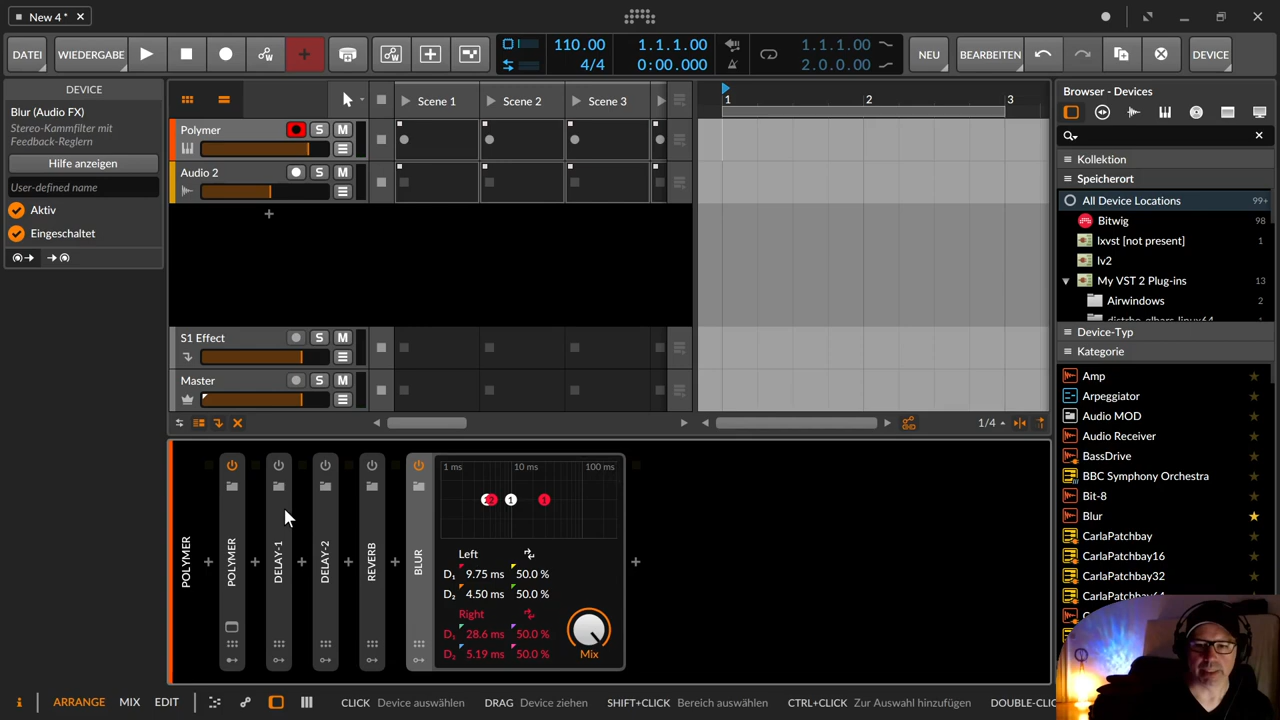 New 4*
DATEI
WIEDERGABE
110.00
4/4
1.1.1.00
0:00.000
1.1.1.00
2.0.0.00
NEU
BEARBEITEN
DEVICE
DEVICE
Blur (Audio FX)
Stereo-Kammfilter mit
Feedback-Reglern
Hilfe anzeigen
User-defined name
Aktiv
Eingeschaltet
Scene 1
Scene 2
Scene 3
Polymer
S
M
Audio 2
S
M
S1 Effect
S
M
Master
S
M
1
2
3
1/4
Browser - Devices
Kollektion
Speicherort
All Device Locations
99+
Bitwig
98
lxvst [not present]
1
lv2
My VST 2 Plug-ins
13
Airwindows
2
distrho-plbars-linux64
Device-Typ
Kategorie
Amp
Arpeggiator
Audio MOD
Audio Receiver
BassDrive
BBC Symphony Orchestra
Bit-8
Blur
CarlaPatchbay
CarlaPatchbay16
CarlaPatchbay32
POLYMER
POLYMER
DELAY-1
DELAY-2
REVERB
BLUR
1 ms
10 ms
100 ms
1
1
Left
D₁
9.75 ms
50.0 %
D₂
4.50 ms
50.0 %
Right
D₁
28.6 ms
50.0 %
D₂
5.19 ms
50.0 %
Mix
i
ARRANGE
MIX
EDIT
CLICK
Device auswählen
DRAG
Device ziehen
SHIFT+CLICK
Bereich auswählen
CTRL+CLICK
Zur Auswahl hinzufügen
DOUBLE-CLIC